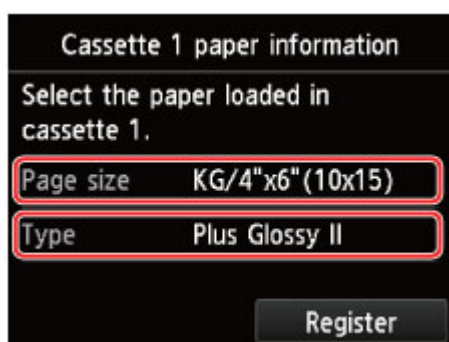 Cassette 1 paper information
Select the paper loaded in
cassette 1.
Page size KG/4"x6"(10x15)
Type Plus Glossy II
Register